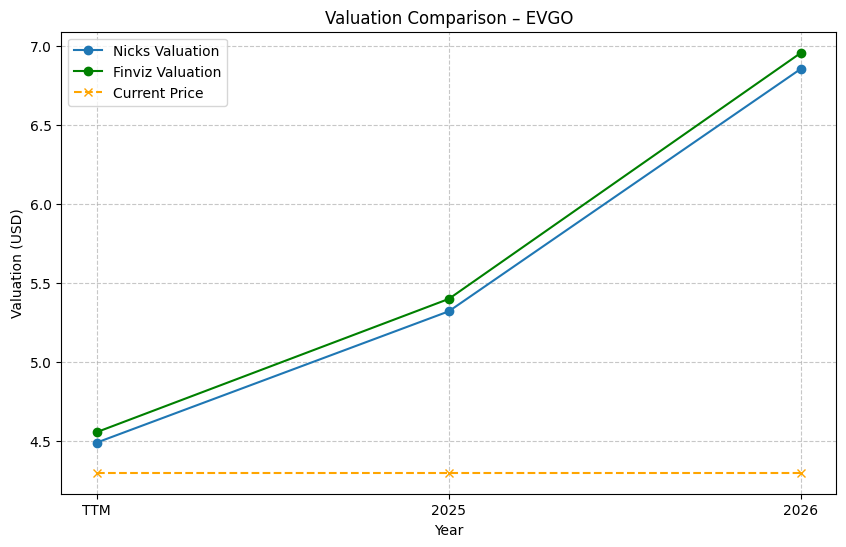 Valuation Comparison – EVGO
Nicks Valuation
Finviz Valuation
Current Price
7.0
6.5
6.0
5.5
5.0
4.5
Valuation (USD)
TTM
2025
2026
Year